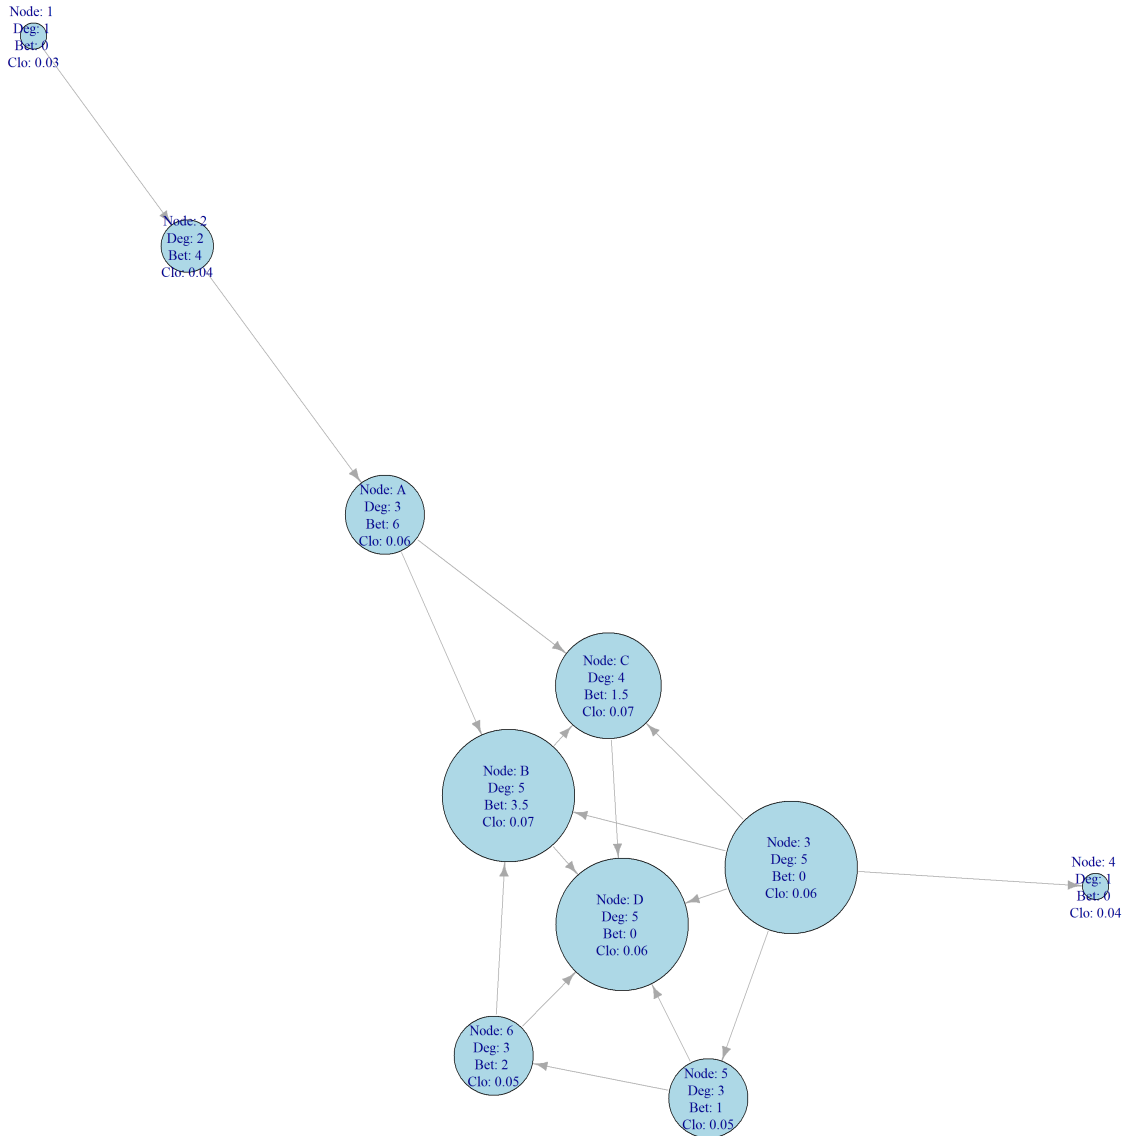 Node: 1
Deg: 1
Bet: 0
Clo: 0.03
Node: 2
Deg: 2
Bet: 4
Clo: 0.04
Node: A
Deg: 3
Bet: 6
Clo: 0.06
Node: C
Deg: 4
Bet: 1.5
Clo: 0.07
Node: B
Deg: 5
Bet: 3.5
Clo: 0.07
Node: 3
Deg: 5
Bet: 0
Clo: 0.06
Node: 4
Deg: 1
Bet: 0
Clo: 0.04
Node: D
Deg: 5
Bet: 0
Clo: 0.06
Node: 6
Deg: 3
Bet: 2
Clo: 0.05
Node: 5
Deg: 3
Bet: 1
Clo: 0.05